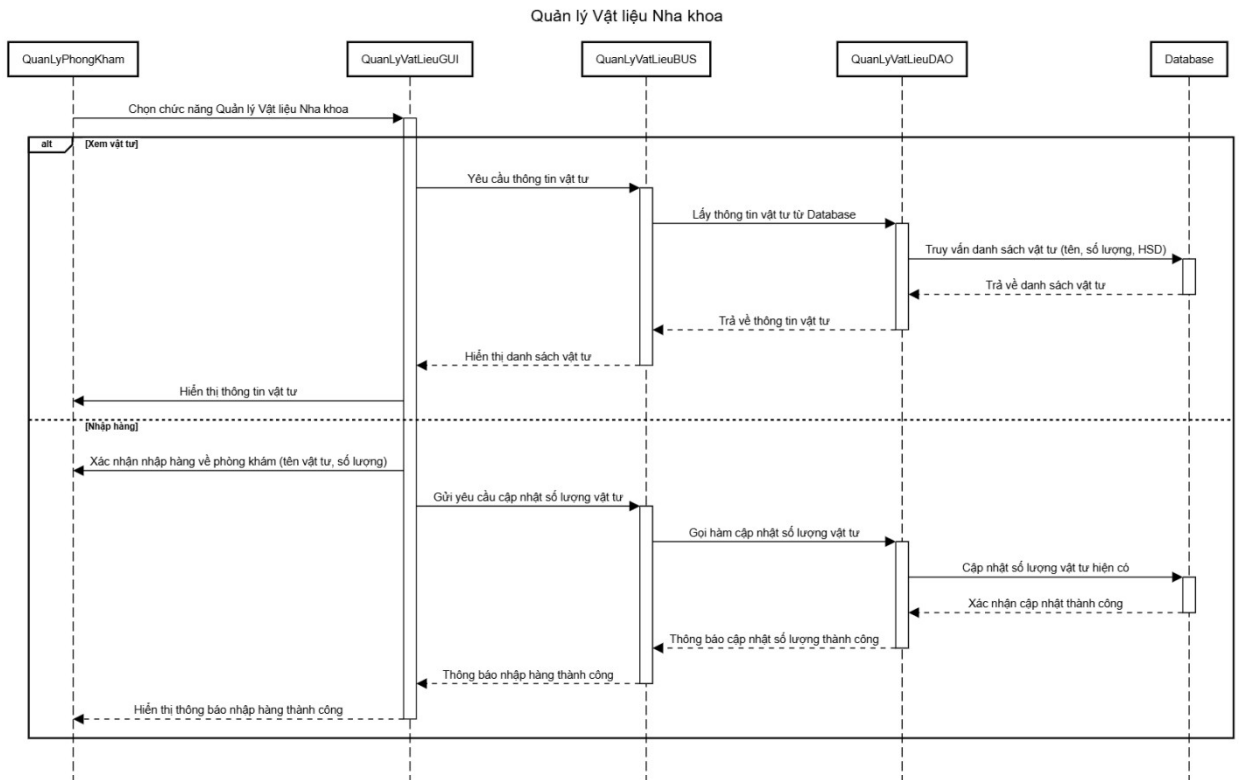 Quản lý Vật liệu Nha khoa
QuanLyPhongKham
QuanLyVatLieuGUI
QuanLyVatLieuBUS
QuanLyVatLieuDAO
Database
Chọn chức năng Quản lý Vật liệu Nha khoa
alt
[Xem vật tư]
Yêu cầu thông tin vật tư
Lấy thông tin vật tư từ Database
Truy vấn danh sách vật tư (tên, số lượng, HSD)
Trả về danh sách vật tư
Trả về thông tin vật tư
Hiển thị danh sách vật tư
Hiển thị thông tin vật tư
[Nhập hàng]
Xác nhận nhập hàng về phòng khám (tên vật tư, số lượng)
Gửi yêu cầu cập nhật số lượng vật tư
Gọi hàm cập nhật số lượng vật tư
Cập nhật số lượng vật tư hiện có
Xác nhận cập nhật thành công
Thông báo cập nhật số lượng thành công
Thông báo nhập hàng thành công
Hiển thị thông báo nhập hàng thành công